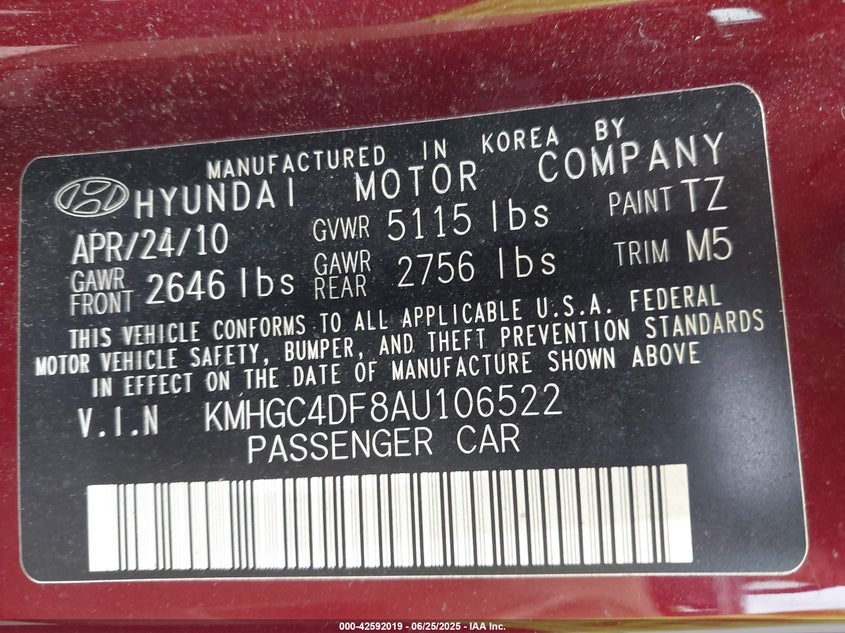 MANUFACTURED IN KOREA BY
HYUNDAI MOTOR COMPANY
APR/24/10 GVWR 5115 lbs PAINT TZ
GAWR FRONT 2646 lbs GAWR REAR 2756 lbs TRIM M5
THIS VEHICLE CONFORMS TO ALL APPLICABLE U.S.A. FEDERAL
MOTOR VEHICLE SAFETY, BUMPER, AND THEFT PREVENTION STANDARDS
IN EFFECT ON THE DATE OF MANUFACTURE SHOWN ABOVE
V.I.N KMHGC4DF8AU106522
PASSENGER CAR
000-42592019 - 06/25/2025 - IAA Inc.